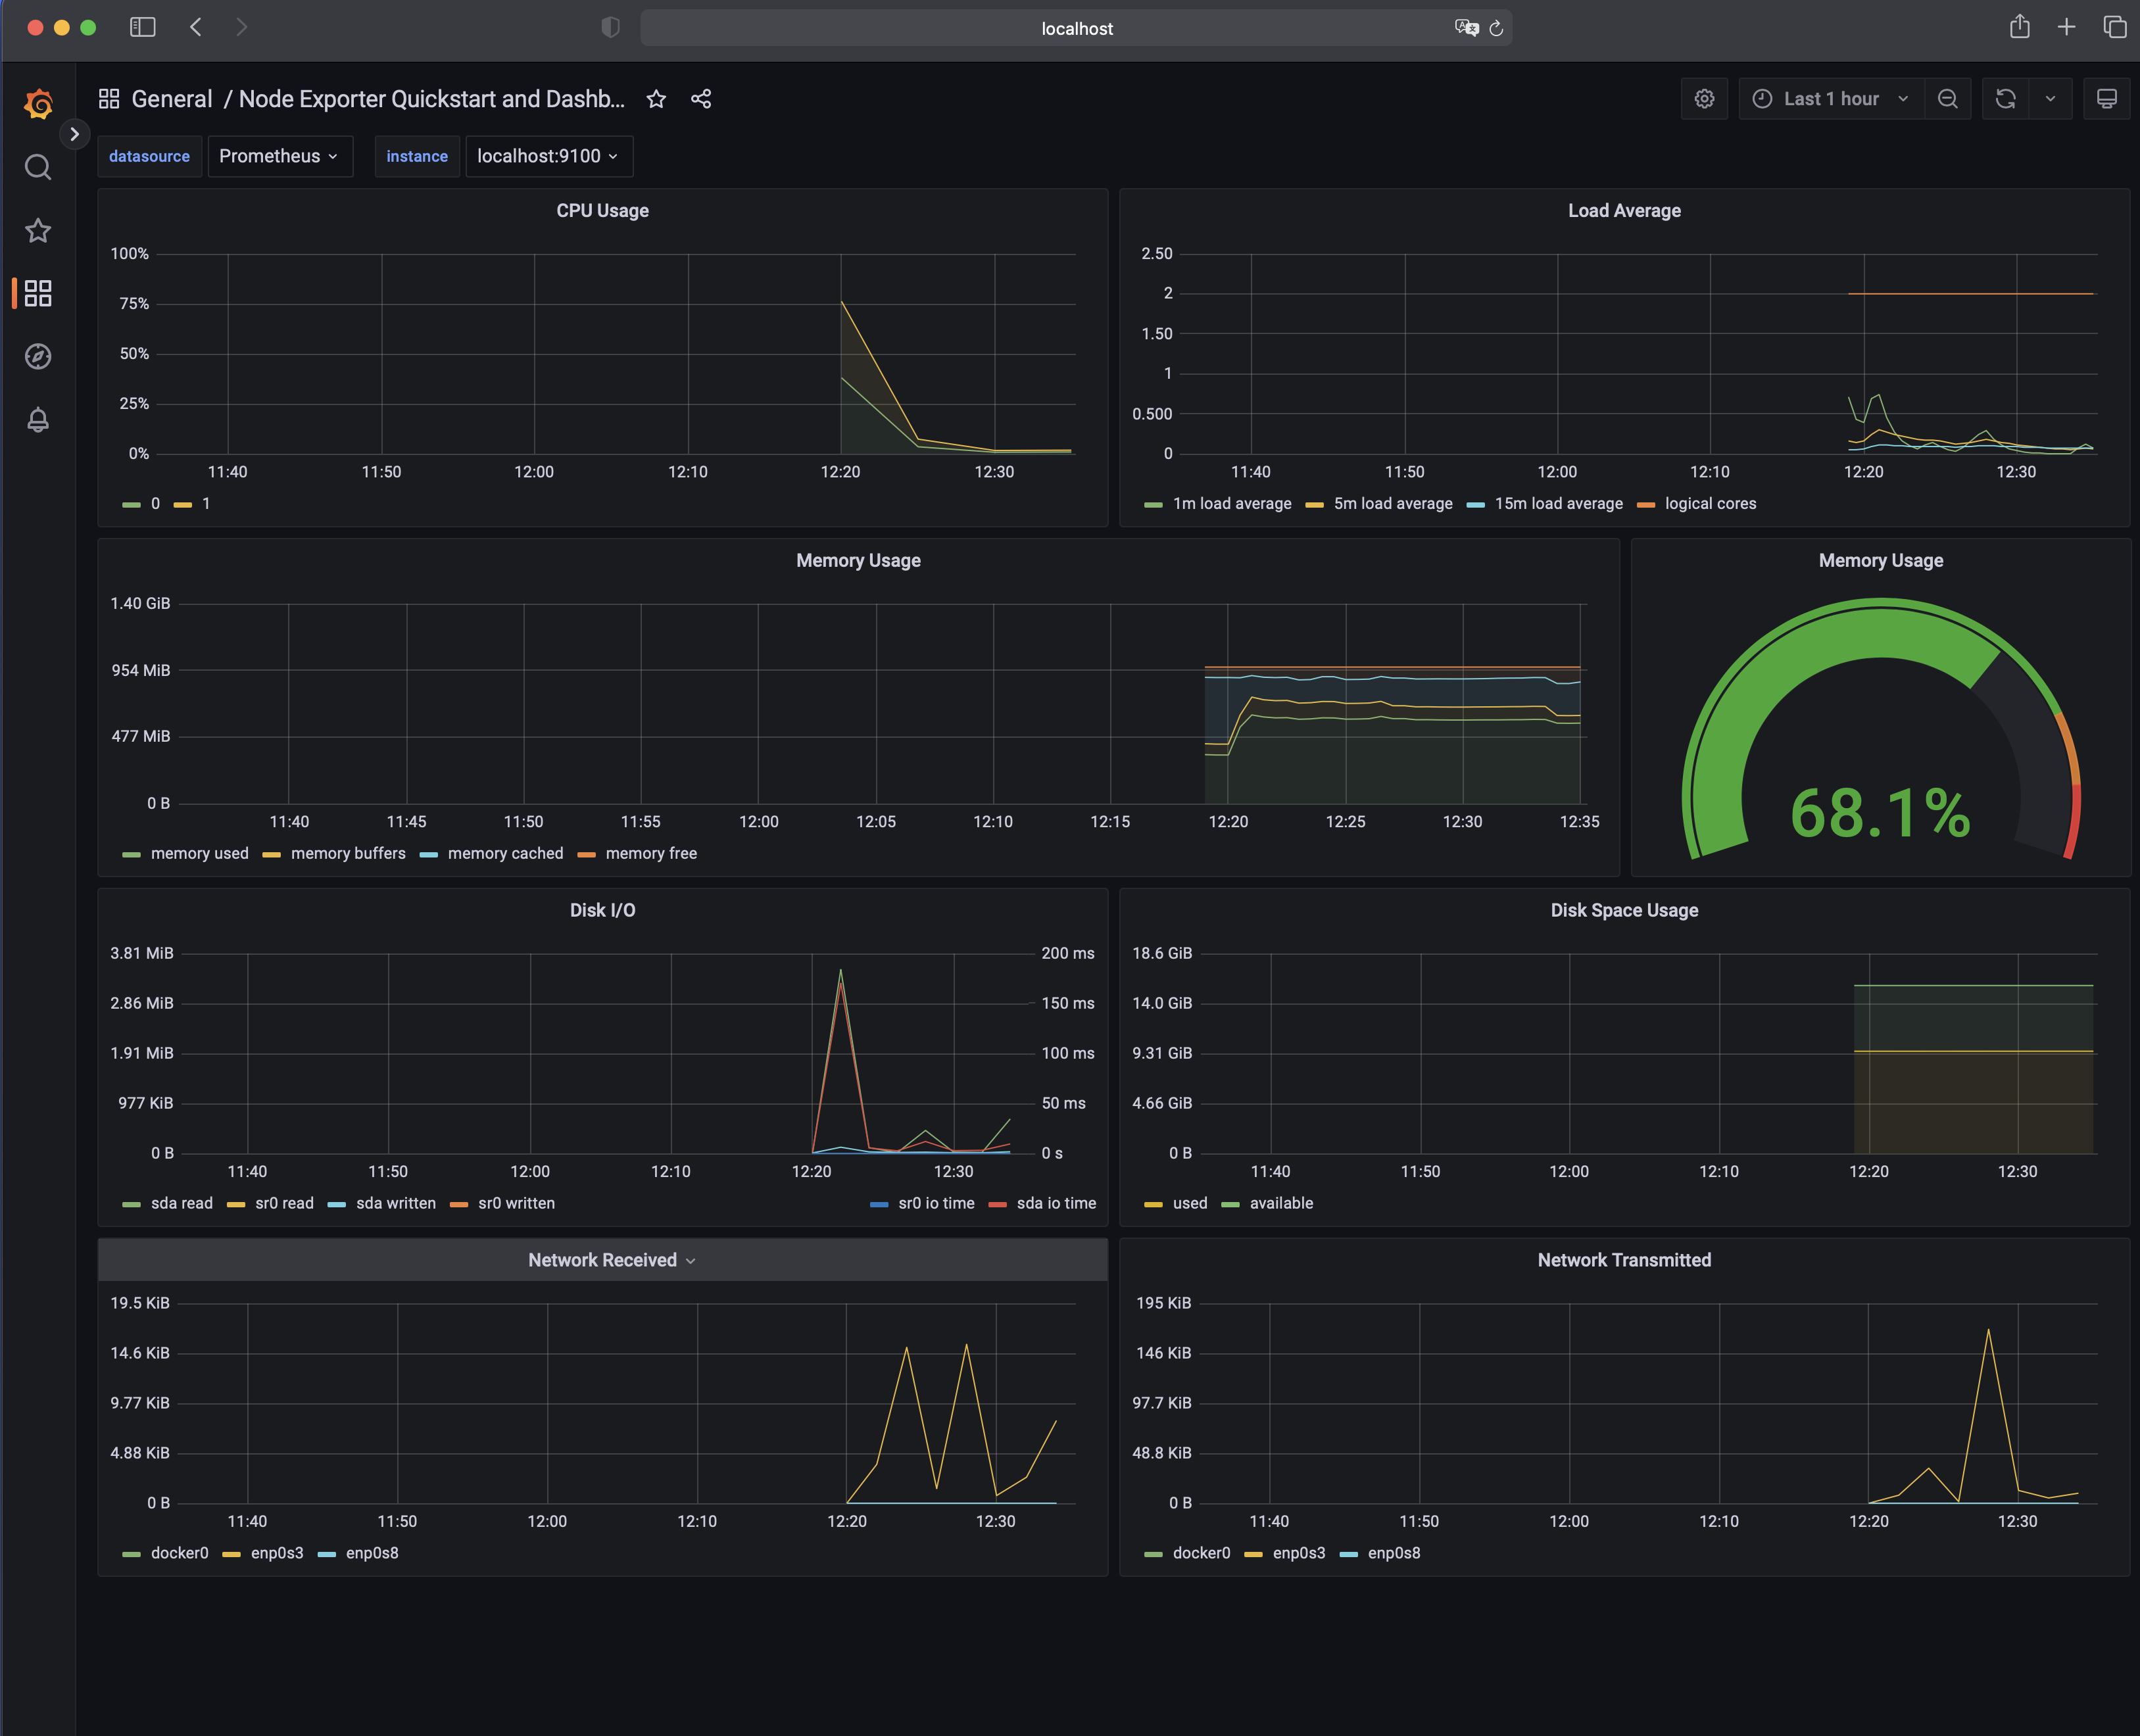 localhost
General / Node Exporter Quickstart and Dashb...
Last 1 hour
datasource Prometheus instance localhost:9100
CPU Usage
100%
75%
50%
25%
0%
11:40 11:50 12:00 12:10 12:20 12:30
0 1
Load Average
2.50
2
1.50
1
0.500
0
11:40 11:50 12:00 12:10 12:20 12:30
1m load average 5m load average 15m load average logical cores
Memory Usage
1.40 GiB
954 MiB
477 MiB
0 B
11:40 11:45 11:50 11:55 12:00 12:05 12:10 12:15 12:20 12:25 12:30 12:35
memory used memory buffers memory cached memory free
Memory Usage
68.1%
Disk I/O
3.81 MiB 200 ms
2.86 MiB 150 ms
1.91 MiB 100 ms
977 KiB 50 ms
0 B 0 s
11:40 11:50 12:00 12:10 12:20 12:30
sda read sr0 read sda written sr0 written sr0 io time sda io time
Disk Space Usage
18.6 GiB
14.0 GiB
9.31 GiB
4.66 GiB
0 B
11:40 11:50 12:00 12:10 12:20 12:30
used available
Network Received
19.5 KiB
14.6 KiB
9.77 KiB
4.88 KiB
0 B
11:40 11:50 12:00 12:10 12:20 12:30
docker0 enp0s3 enp0s8
Network Transmitted
195 KiB
146 KiB
97.7 KiB
48.8 KiB
0 B
11:40 11:50 12:00 12:10 12:20 12:30
docker0 enp0s3 enp0s8